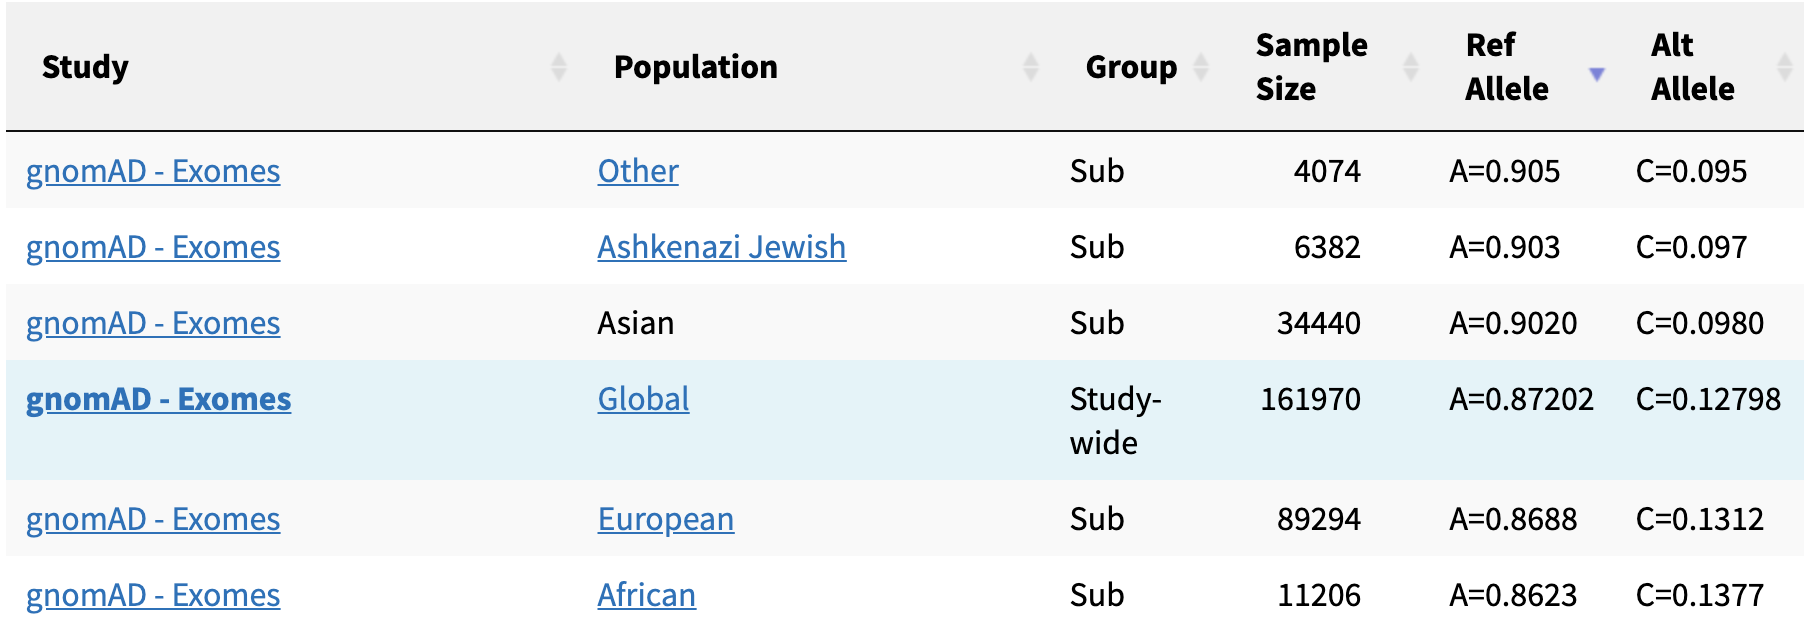 Study Population Group Sample Size Ref Allele Alt Allele
gnomAD - Exomes Other Sub 4074 A=0.905 C=0.095
gnomAD - Exomes Ashkenazi Jewish Sub 6382 A=0.903 C=0.097
gnomAD - Exomes Asian Sub 34440 A=0.9020 C=0.0980
gnomAD - Exomes Global Study-wide 161970 A=0.87202 C=0.12798
gnomAD - Exomes European Sub 89294 A=0.8688 C=0.1312
gnomAD - Exomes African Sub 11206 A=0.8623 C=0.1377